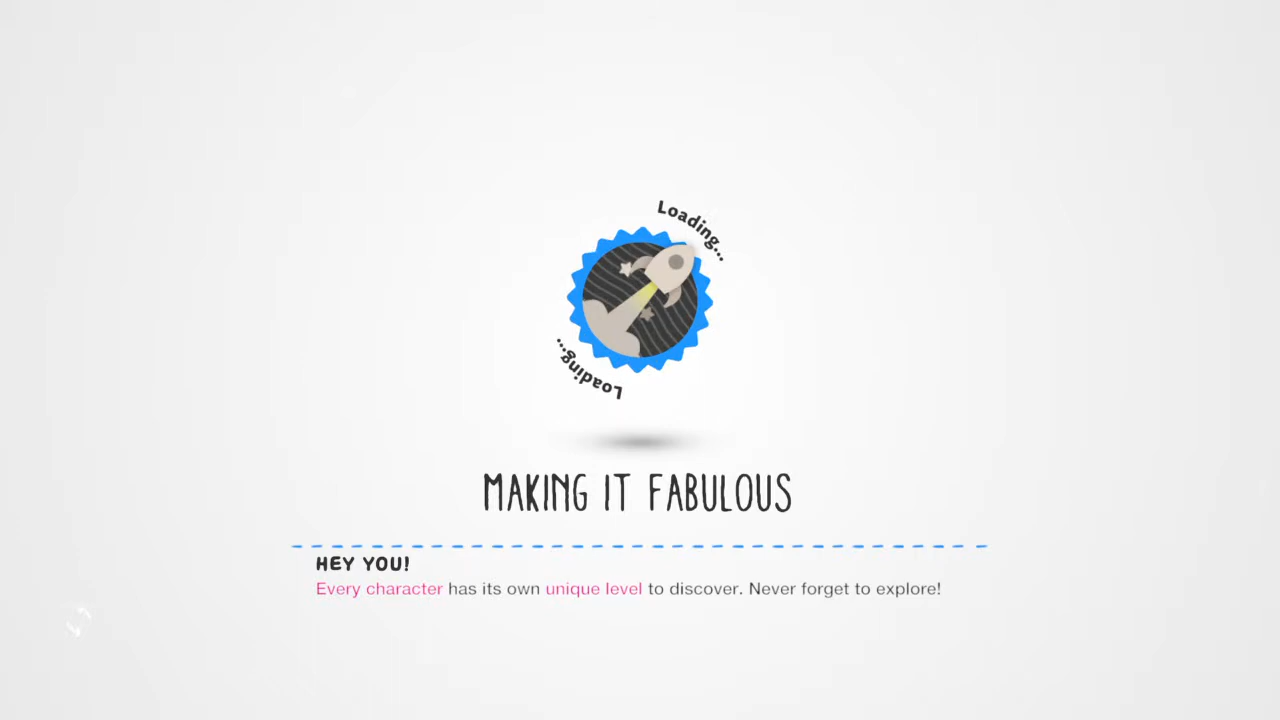 Loading...
Loading...
MAKING IT FABULOUS
HEY YOU!
Every character has its own unique level to discover. Never forget to explore!